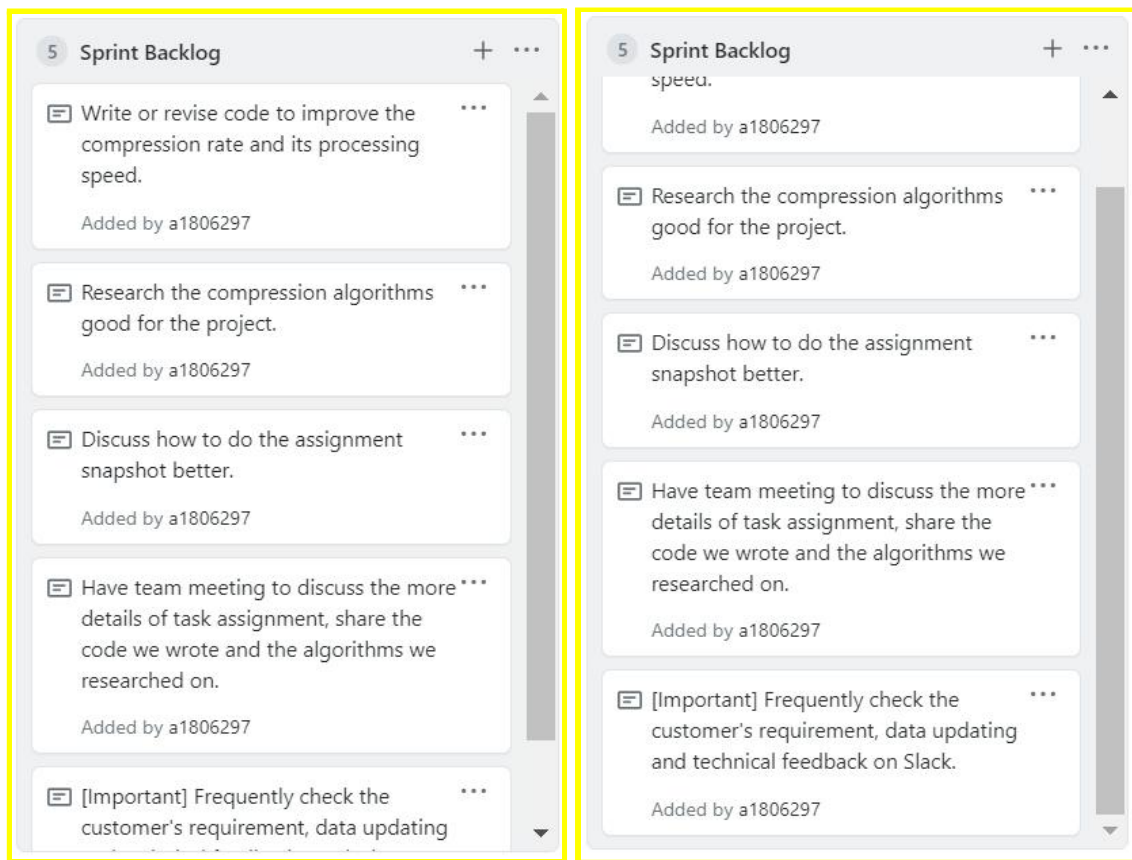 5 Sprint Backlog
Write or revise code to improve the
compression rate and its processing
speed.
Added by a1806297
Research the compression algorithms
good for the project.
Added by a1806297
Discuss how to do the assignment
snapshot better.
Added by a1806297
Have team meeting to discuss the more
details of task assignment, share the
code we wrote and the algorithms we
researched on.
Added by a1806297
[Important] Frequently check the
customer's requirement, data updating
5 Sprint Backlog
speed.
Added by a1806297
Research the compression algorithms
good for the project.
Added by a1806297
Discuss how to do the assignment
snapshot better.
Added by a1806297
Have team meeting to discuss the more
details of task assignment, share the
code we wrote and the algorithms we
researched on.
Added by a1806297
[Important] Frequently check the
customer's requirement, data updating
and technical feedback on Slack.
Added by a1806297